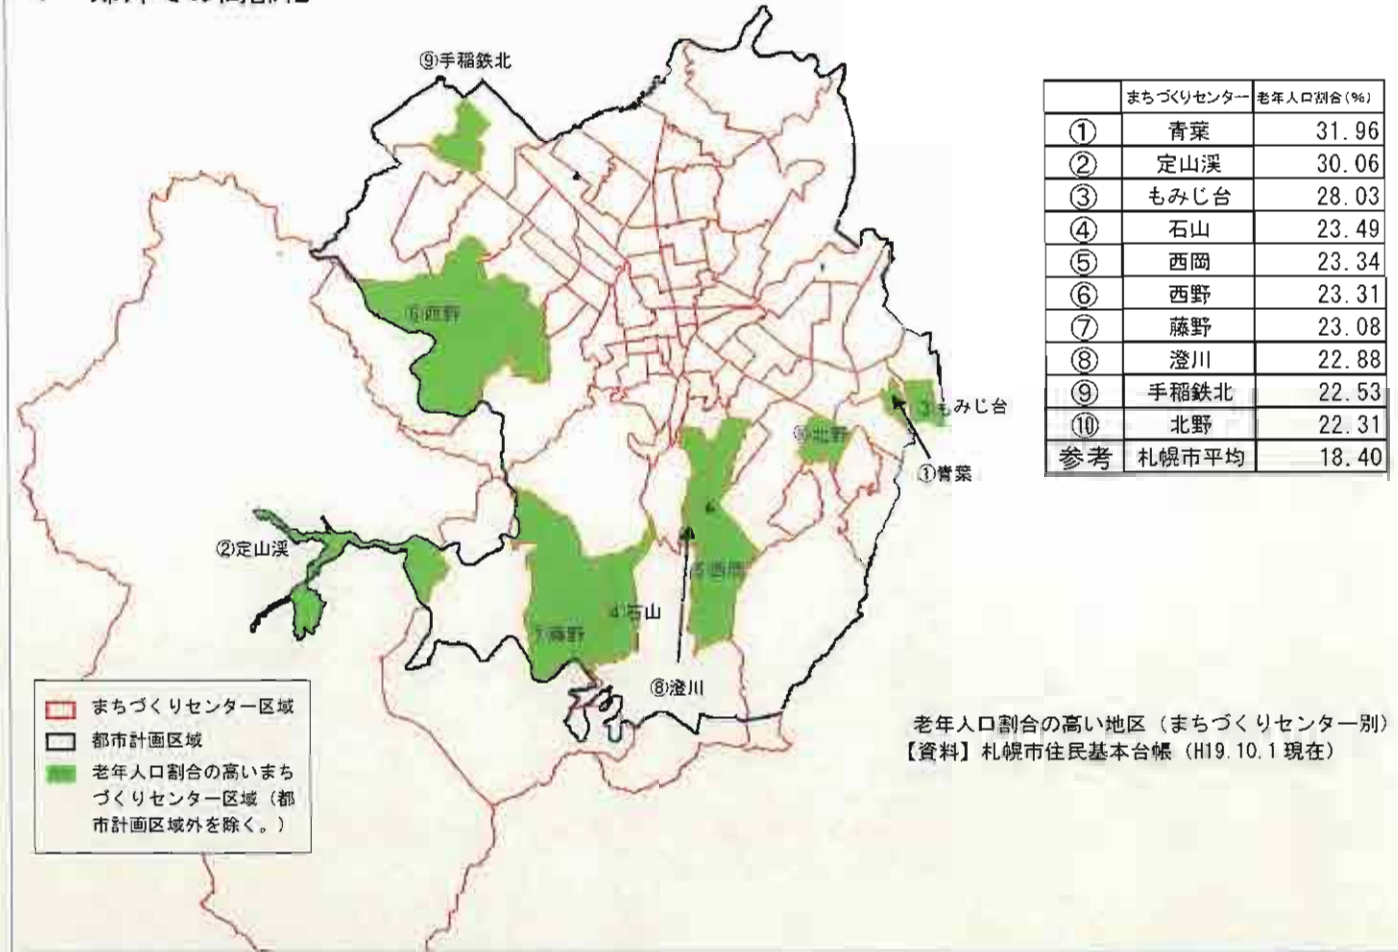 ⑨手稲鉄北
⑥西野
⑩北野
③もみじ台
①青葉
②定山渓
⑤西岡
④石山
⑦藤野
⑧澄川
まちづくりセンター 老年人口割合(%)
① 青葉 31.96
② 定山渓 30.06
③ もみじ台 28.03
④ 石山 23.49
⑤ 西岡 23.34
⑥ 西野 23.31
⑦ 藤野 23.08
⑧ 澄川 22.88
⑨ 手稲鉄北 22.53
⑩ 北野 22.31
参考 札幌市平均 18.40
まちづくりセンター区域
都市計画区域
老年人口割合の高いまち
づくりセンター区域（都
市計画区域外を除く。）
老年人口割合の高い地区（まちづくりセンター別）
【資料】札幌市住民基本台帳（H19.10.1現在）